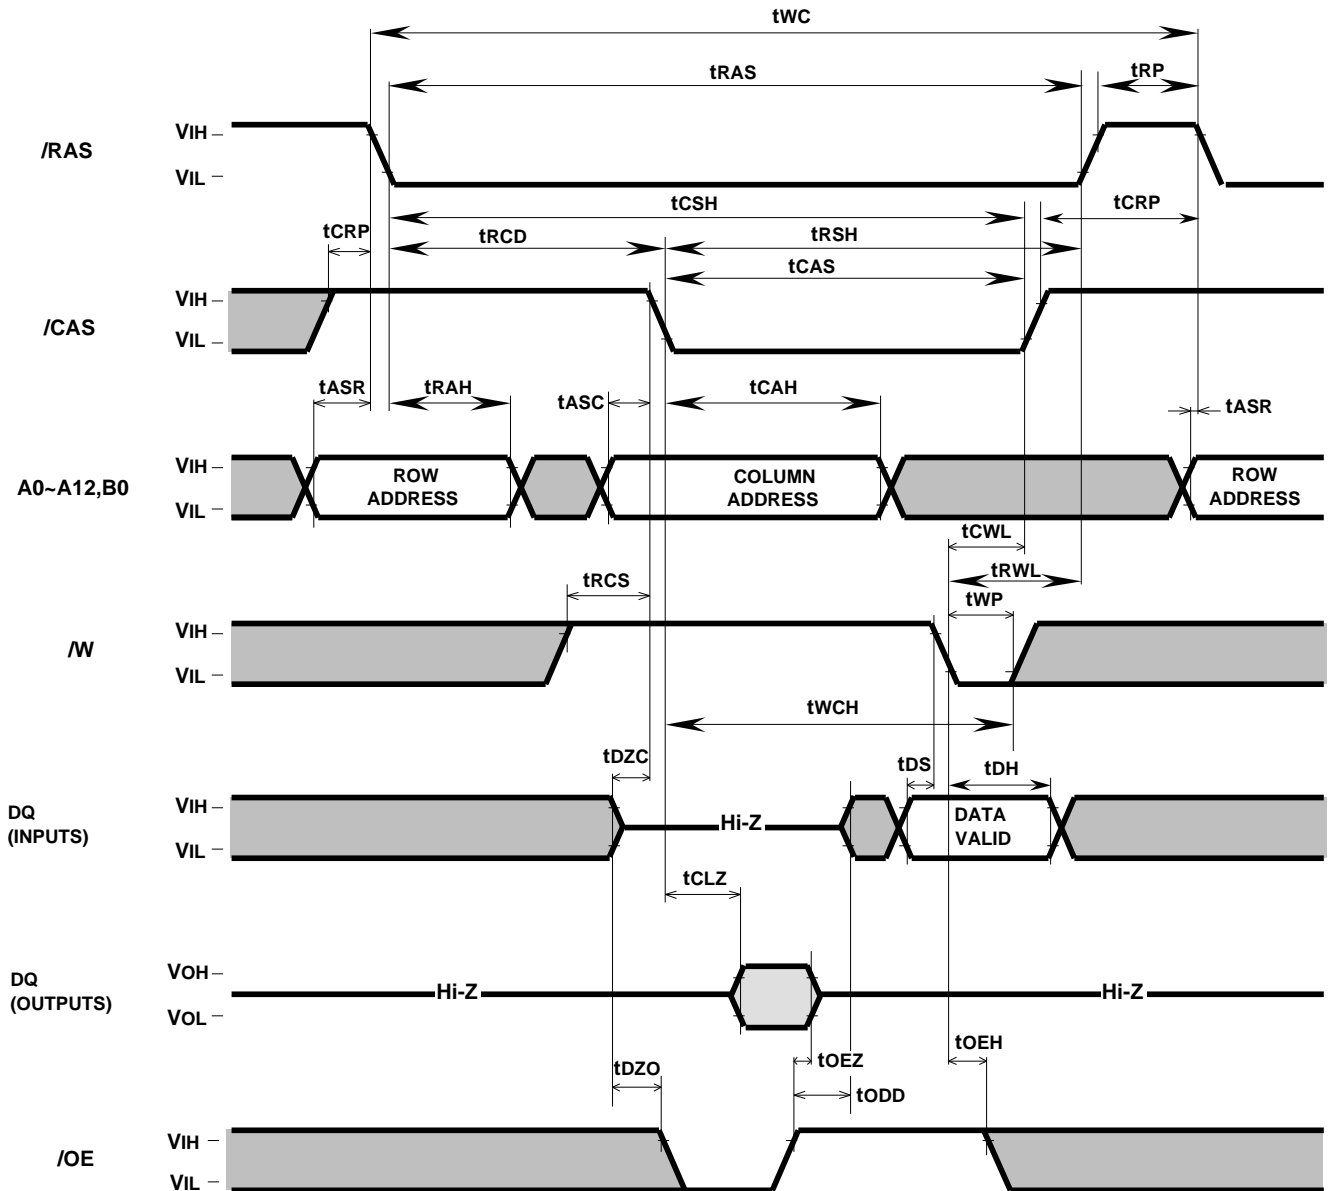 tWC
tRAS
tRP
/RAS
VIH
VIL
tCSH
tCRP
tCRP
tRCD
tRSH
tCAS
/CAS
VIH
VIL
tASR
tRAH
tASC
tCAH
tASR
A0~A12,B0
VIH
VIL
ROW
ADDRESS
COLUMN
ADDRESS
ROW
ADDRESS
tCWL
tRWL
tRCS
tWP
/W
VIH
VIL
tWCH
tDZC
tDS
tDH
DQ
(INPUTS)
VIH
VIL
Hi-Z
DATA
VALID
tCLZ
DQ
(OUTPUTS)
VOH
VOL
Hi-Z
Hi-Z
tDZO
tOEZ
tOEH
tODD
/OE
VIH
VIL